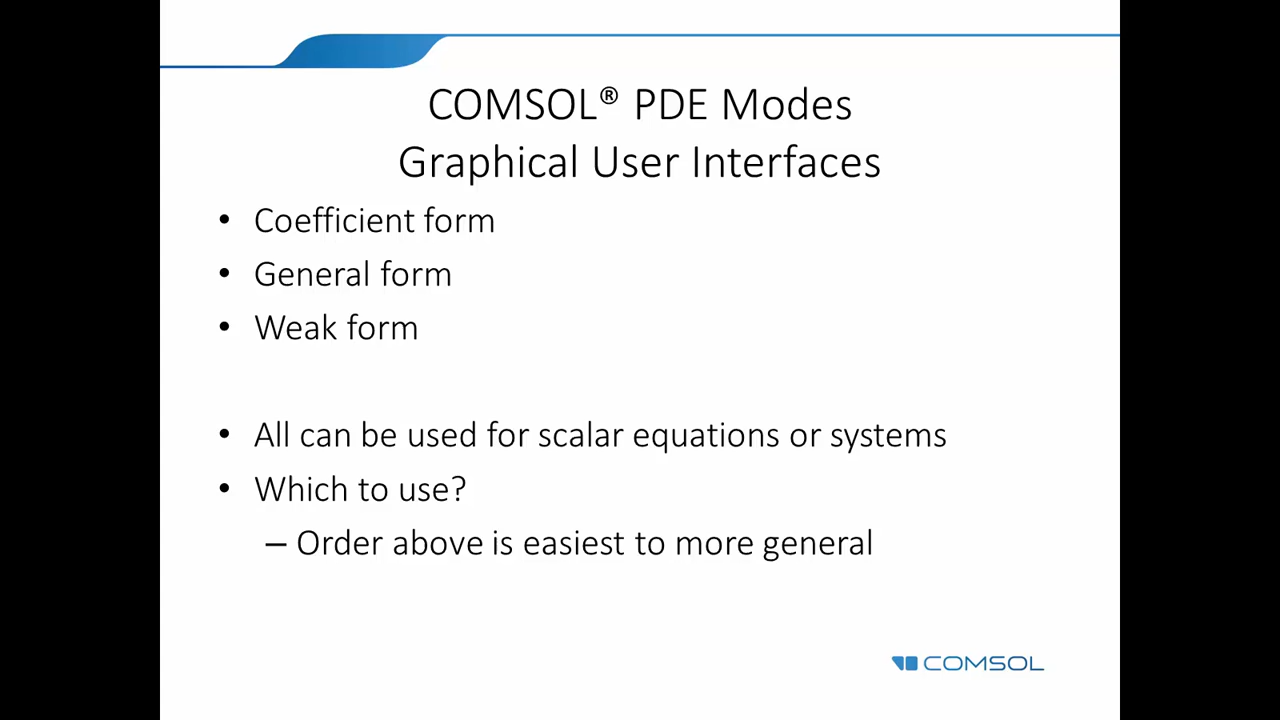 COMSOL® PDE Modes
Graphical User Interfaces
• Coefficient form
• General form
• Weak form
• All can be used for scalar equations or systems
• Which to use?
– Order above is easiest to more general
COMSOL